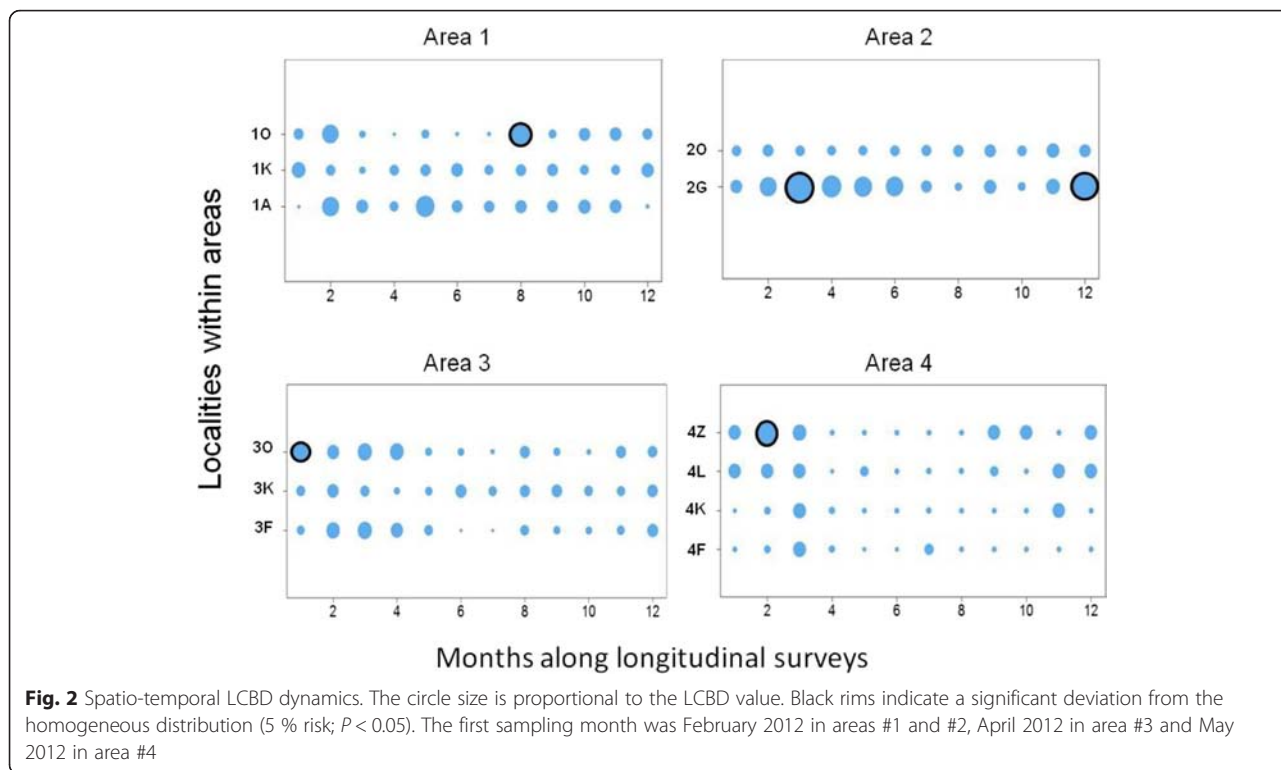 Area 1
Area 2
1O
1K
1A
2 4 6 8 10 12
2O
2G
2 4 6 8 10 12
Localities within areas
Area 3
Area 4
3O
3K
3F
2 4 6 8 10 12
4Z
4L
4K
4F
2 4 6 8 10 12
Months along longitudinal surveys
Fig. 2 Spatio-temporal LCBD dynamics. The circle size is proportional to the LCBD value. Black rims indicate a significant deviation from the
homogeneous distribution (5 % risk; P < 0.05). The first sampling month was February 2012 in areas #1 and #2, April 2012 in area #3 and May
2012 in area #4